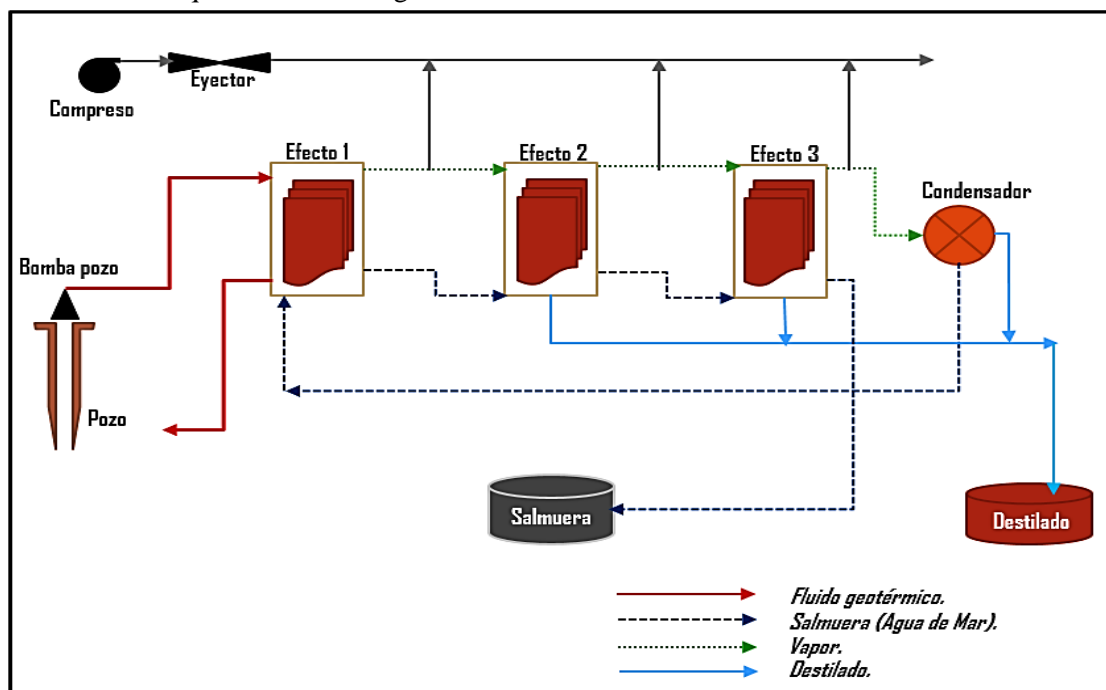 Eyector
Compreso
Efecto 1
Efecto 2
Efecto 3
Condensador
Bomba pozo
Pozo
Salmuera
Destilado
Fluido geotérmico.
Salmuera (Agua de Mar).
Vapor.
Destilado.